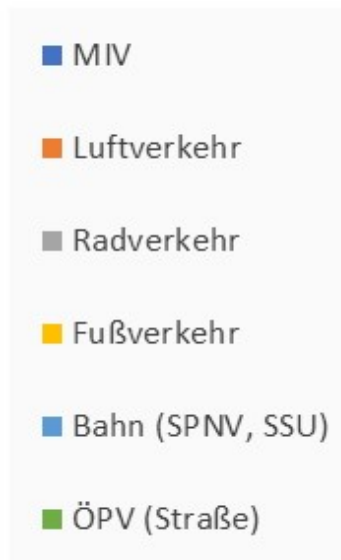 MIV
Luftverkehr
Radverkehr
Fußverkehr
Bahn (SPNV, SSU)
ÖPV (Straße)